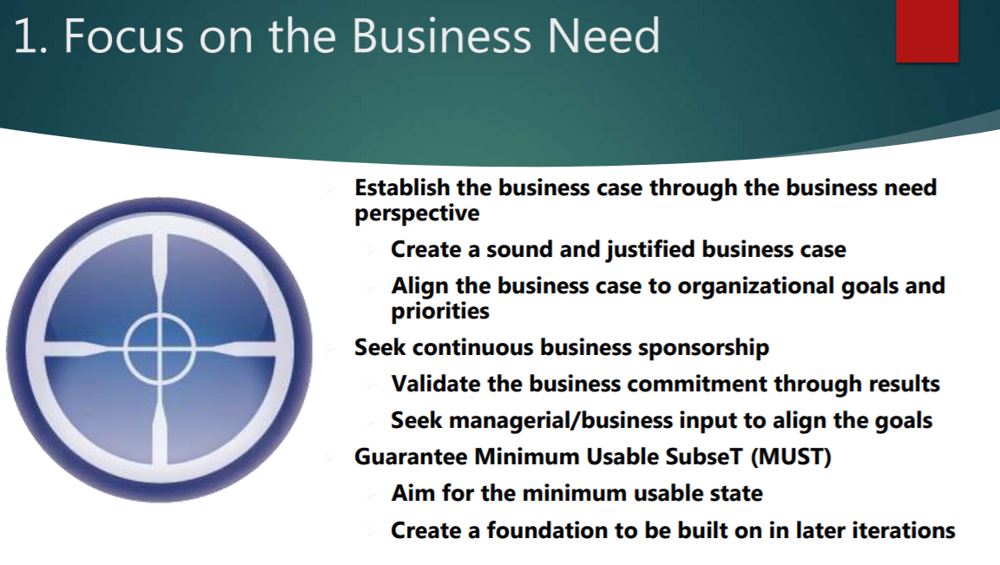 1. Focus on the Business Need
Establish the business case through the business need
perspective
Create a sound and justified business case
Align the business case to organizational goals and
priorities
Seek continuous business sponsorship
Validate the business commitment through results
Seek managerial/business input to align the goals
Guarantee Minimum Usable SubseT (MUST)
Aim for the minimum usable state
Create a foundation to be built on in later iterations